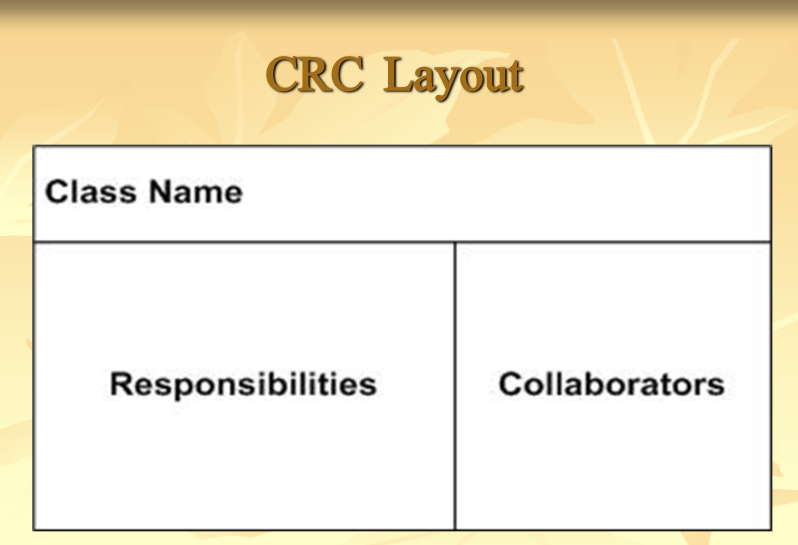 CRC Layout
Class Name
Responsibilities
Collaborators